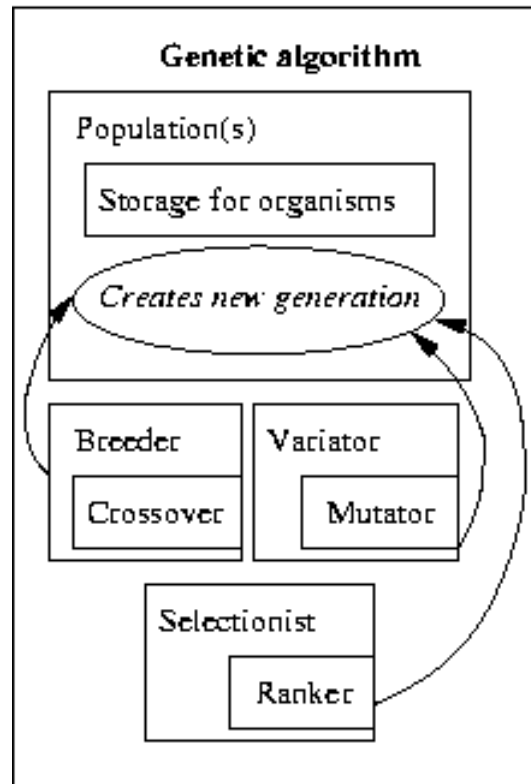 Genetic algorithm
Population(s)
Storage for organisms
Creates new generation
Breeder
Crossover
Variator
Mutator
Selectionist
Ranker